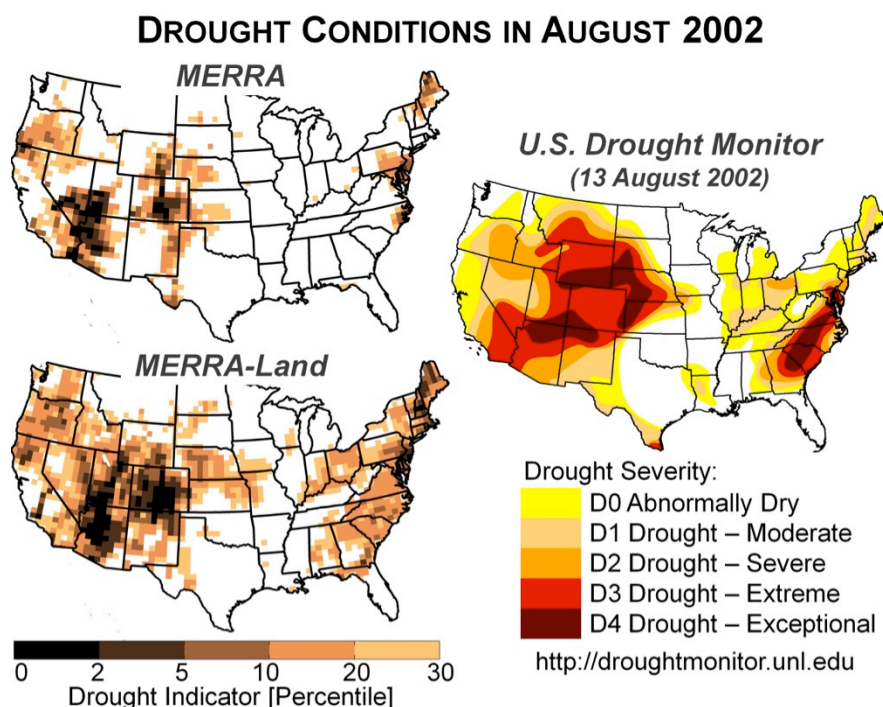 DROUGHT CONDITIONS IN AUGUST 2002
MERRA
U.S. Drought Monitor
(13 August 2002)
MERRA-Land
Drought Severity:
D0 Abnormally Dry
D1 Drought – Moderate
D2 Drought – Severe
D3 Drought – Extreme
D4 Drought – Exceptional
http://droughtmonitor.unl.edu
0 2 5 10 20 30
Drought Indicator [Percentile]